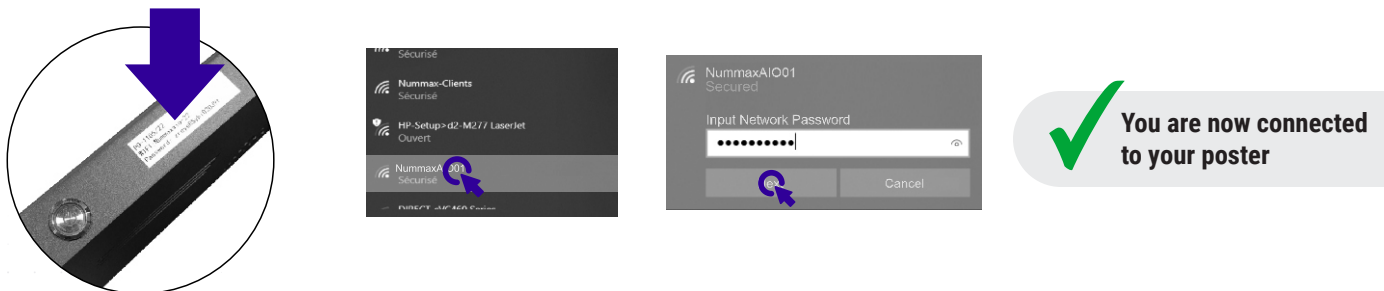 Sécurisé
Nummax-Clients
Sécurisé
HP-Setup>d2-M277 LaserJet
Ouvert
Sécurisé
NummaxAIO01
Secured
Input Network Password
Cancel
You are now connected
to your poster